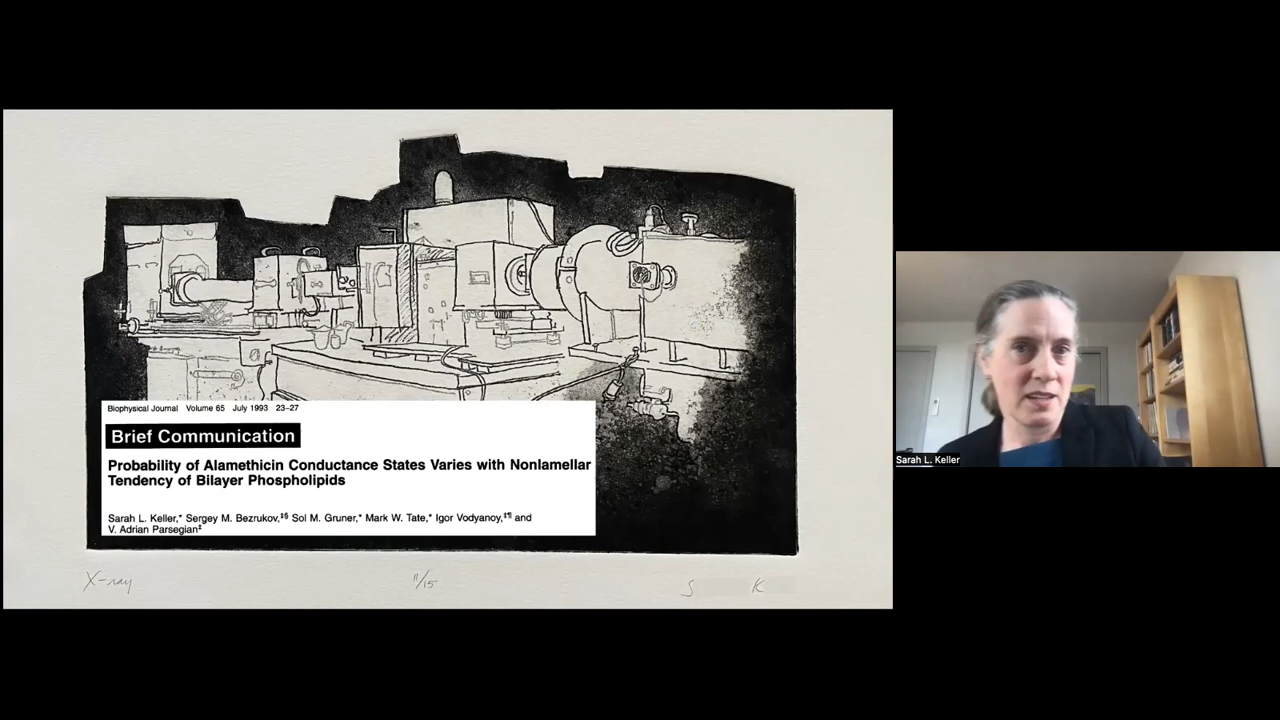 Biophysical Journal Volume 65 July 1993 23–27
Brief Communication
Probability of Alamethicin Conductance States Varies with Nonlamellar
Tendency of Bilayer Phospholipids
Sarah L. Keller,* Sergey M. Bezrukov,‡§ Sol M. Gruner,* Mark W. Tate,* Igor Vodyanoy,‡¶ and
V. Adrian Parsegian‡
X-ray 11/15 S K
Sarah L. Keller